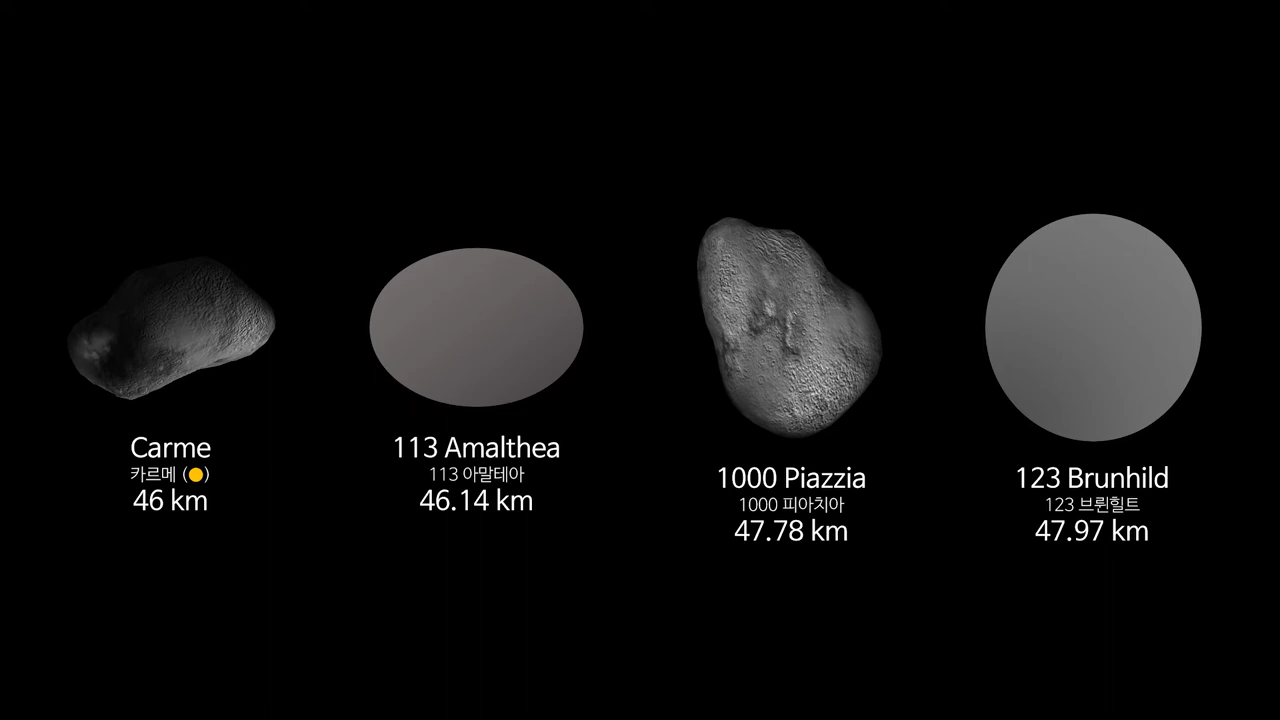 Carme
카르메 (●)
46 km
113 Amalthea
113 아말테아
46.14 km
1000 Piazzia
1000 피아치아
47.78 km
123 Brunhild
123 브륀힐트
47.97 km